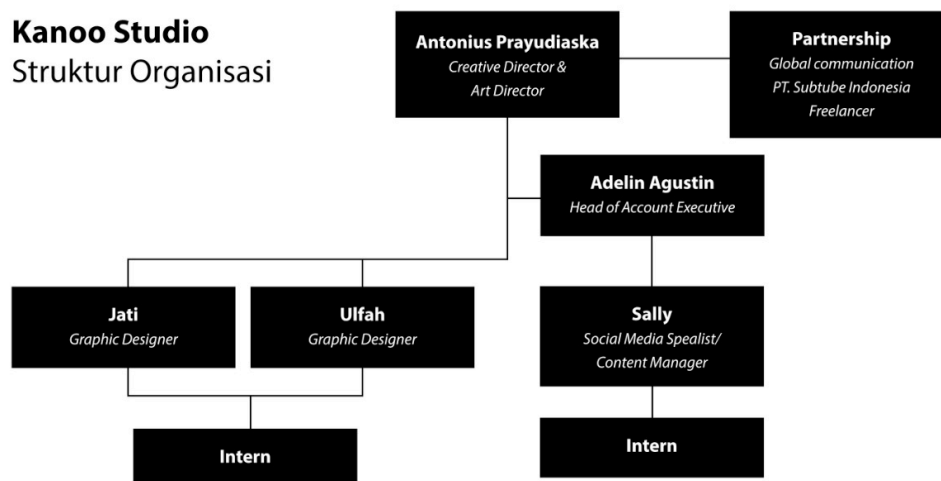 Kanoo Studio
Struktur Organisasi
Antonius Prayudiaska
Creative Director &
Art Director
Partnership
Global communication
PT. Subtube Indonesia
Freelancer
Adelin Agustin
Head of Account Executive
Jati
Graphic Designer
Ulfah
Graphic Designer
Sally
Social Media Spealist/
Content Manager
Intern
Intern